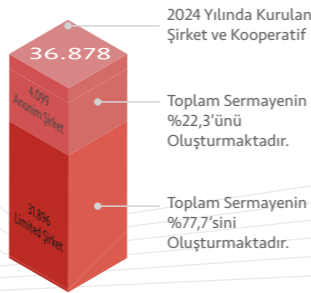 2024 Yılında Kurulan
Şirket ve Kooperatif
36.878
4.099
Anonim Şirket
Toplam Sermayenin
%22,3’ünü
Oluşturmaktadır.
31.896
Limited Şirket
Toplam Sermayenin
%77,7’sini
Oluşturmaktadır.